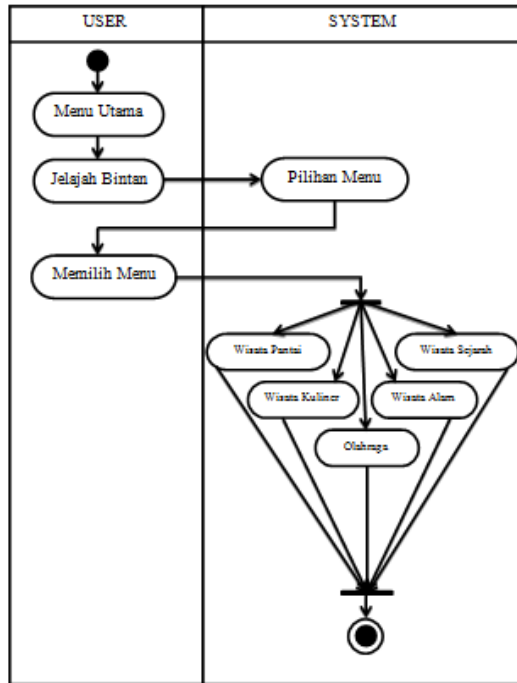 USER
SYSTEM
Menu Utama
Jelajah Bintan
Pilihan Menu
Memilih Menu
Wisata Pantai
Wisata Sejarah
Wisata Kuliner
Wisata Alam
Olahraga